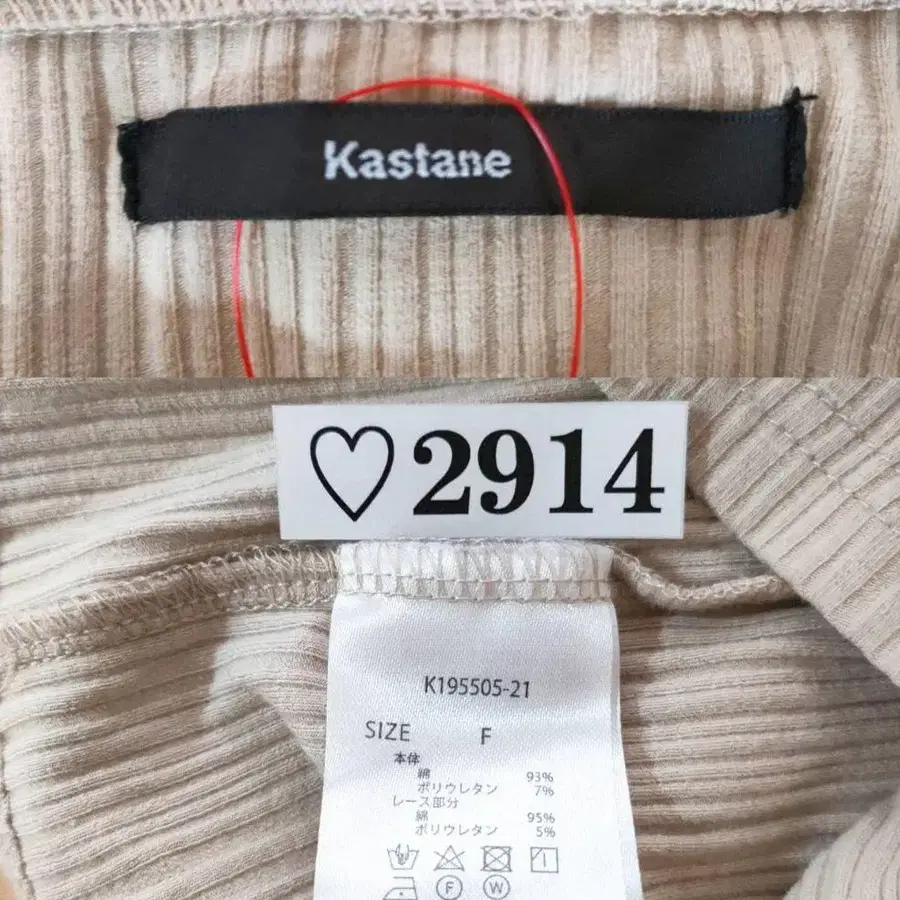 Kastane
♡2914
K195505-21
SIZE F
本体
綿 93%
ポリウレタン 7%
レース部分
綿 95%
ポリウレタン 5%
F W